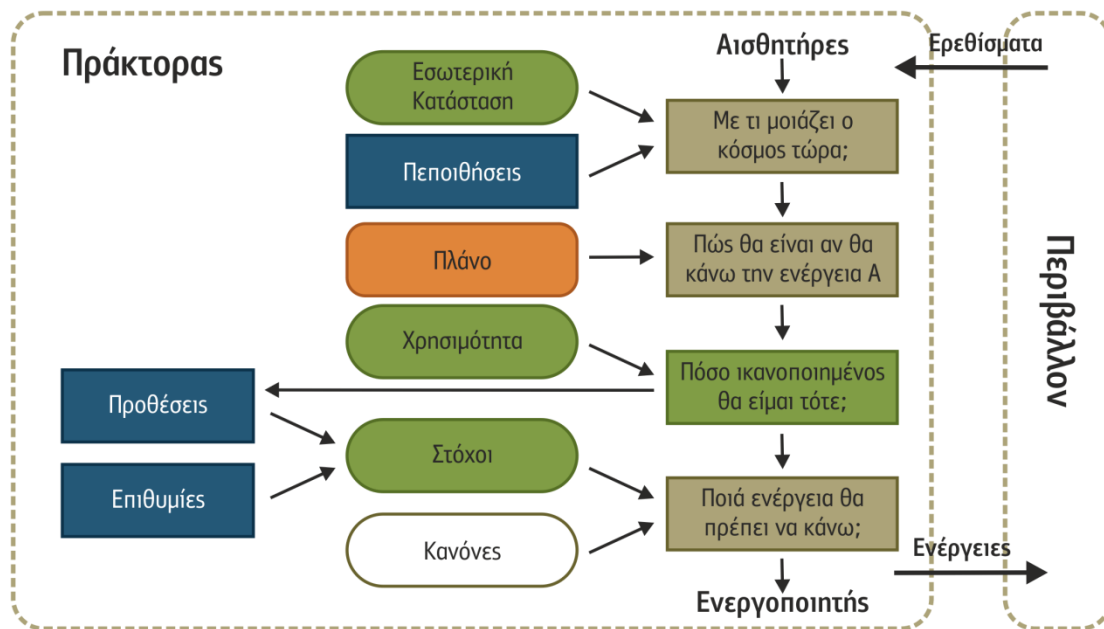 Πράκτορας
Αισθητήρες
Ερεθίσματα
Εσωτερική
Κατάσταση
Με τι μοιάζει ο
κόσμος τώρα;
Πεποιθήσεις
Πλάνο
Πώς θα είναι αν θα
κάνω την ενέργεια Α
Περιβάλλον
Χρησιμότητα
Πόσο ικανοποιημένος
θα είμαι τότε;
Προθέσεις
Στόχοι
Επιθυμίες
Ποιά ενέργεια θα
πρέπει να κάνω;
Κανόνες
Ενέργειες
Ενεργοποιητής